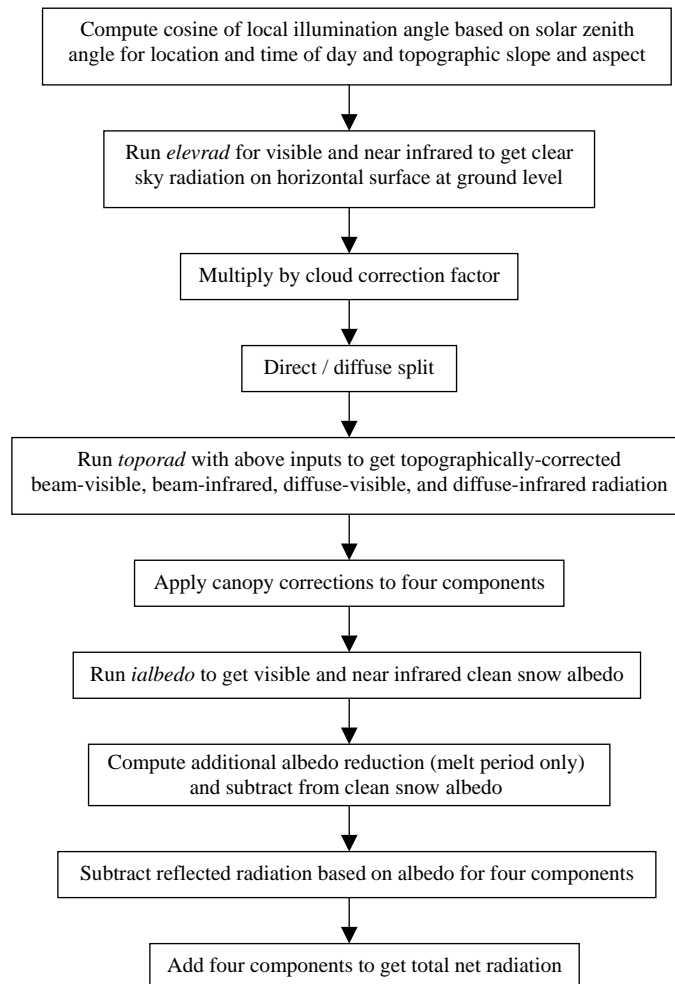 Compute cosine of local illumination angle based on solar zenith
angle for location and time of day and topographic slope and aspect
Run elevrad for visible and near infrared to get clear
sky radiation on horizontal surface at ground level
Multiply by cloud correction factor
Direct / diffuse split
Run toporad with above inputs to get topographically-corrected
beam-visible, beam-infrared, diffuse-visible, and diffuse-infrared radiation
Apply canopy corrections to four components
Run ialbedo to get visible and near infrared clean snow albedo
Compute additional albedo reduction (melt period only)
and subtract from clean snow albedo
Subtract reflected radiation based on albedo for four components
Add four components to get total net radiation